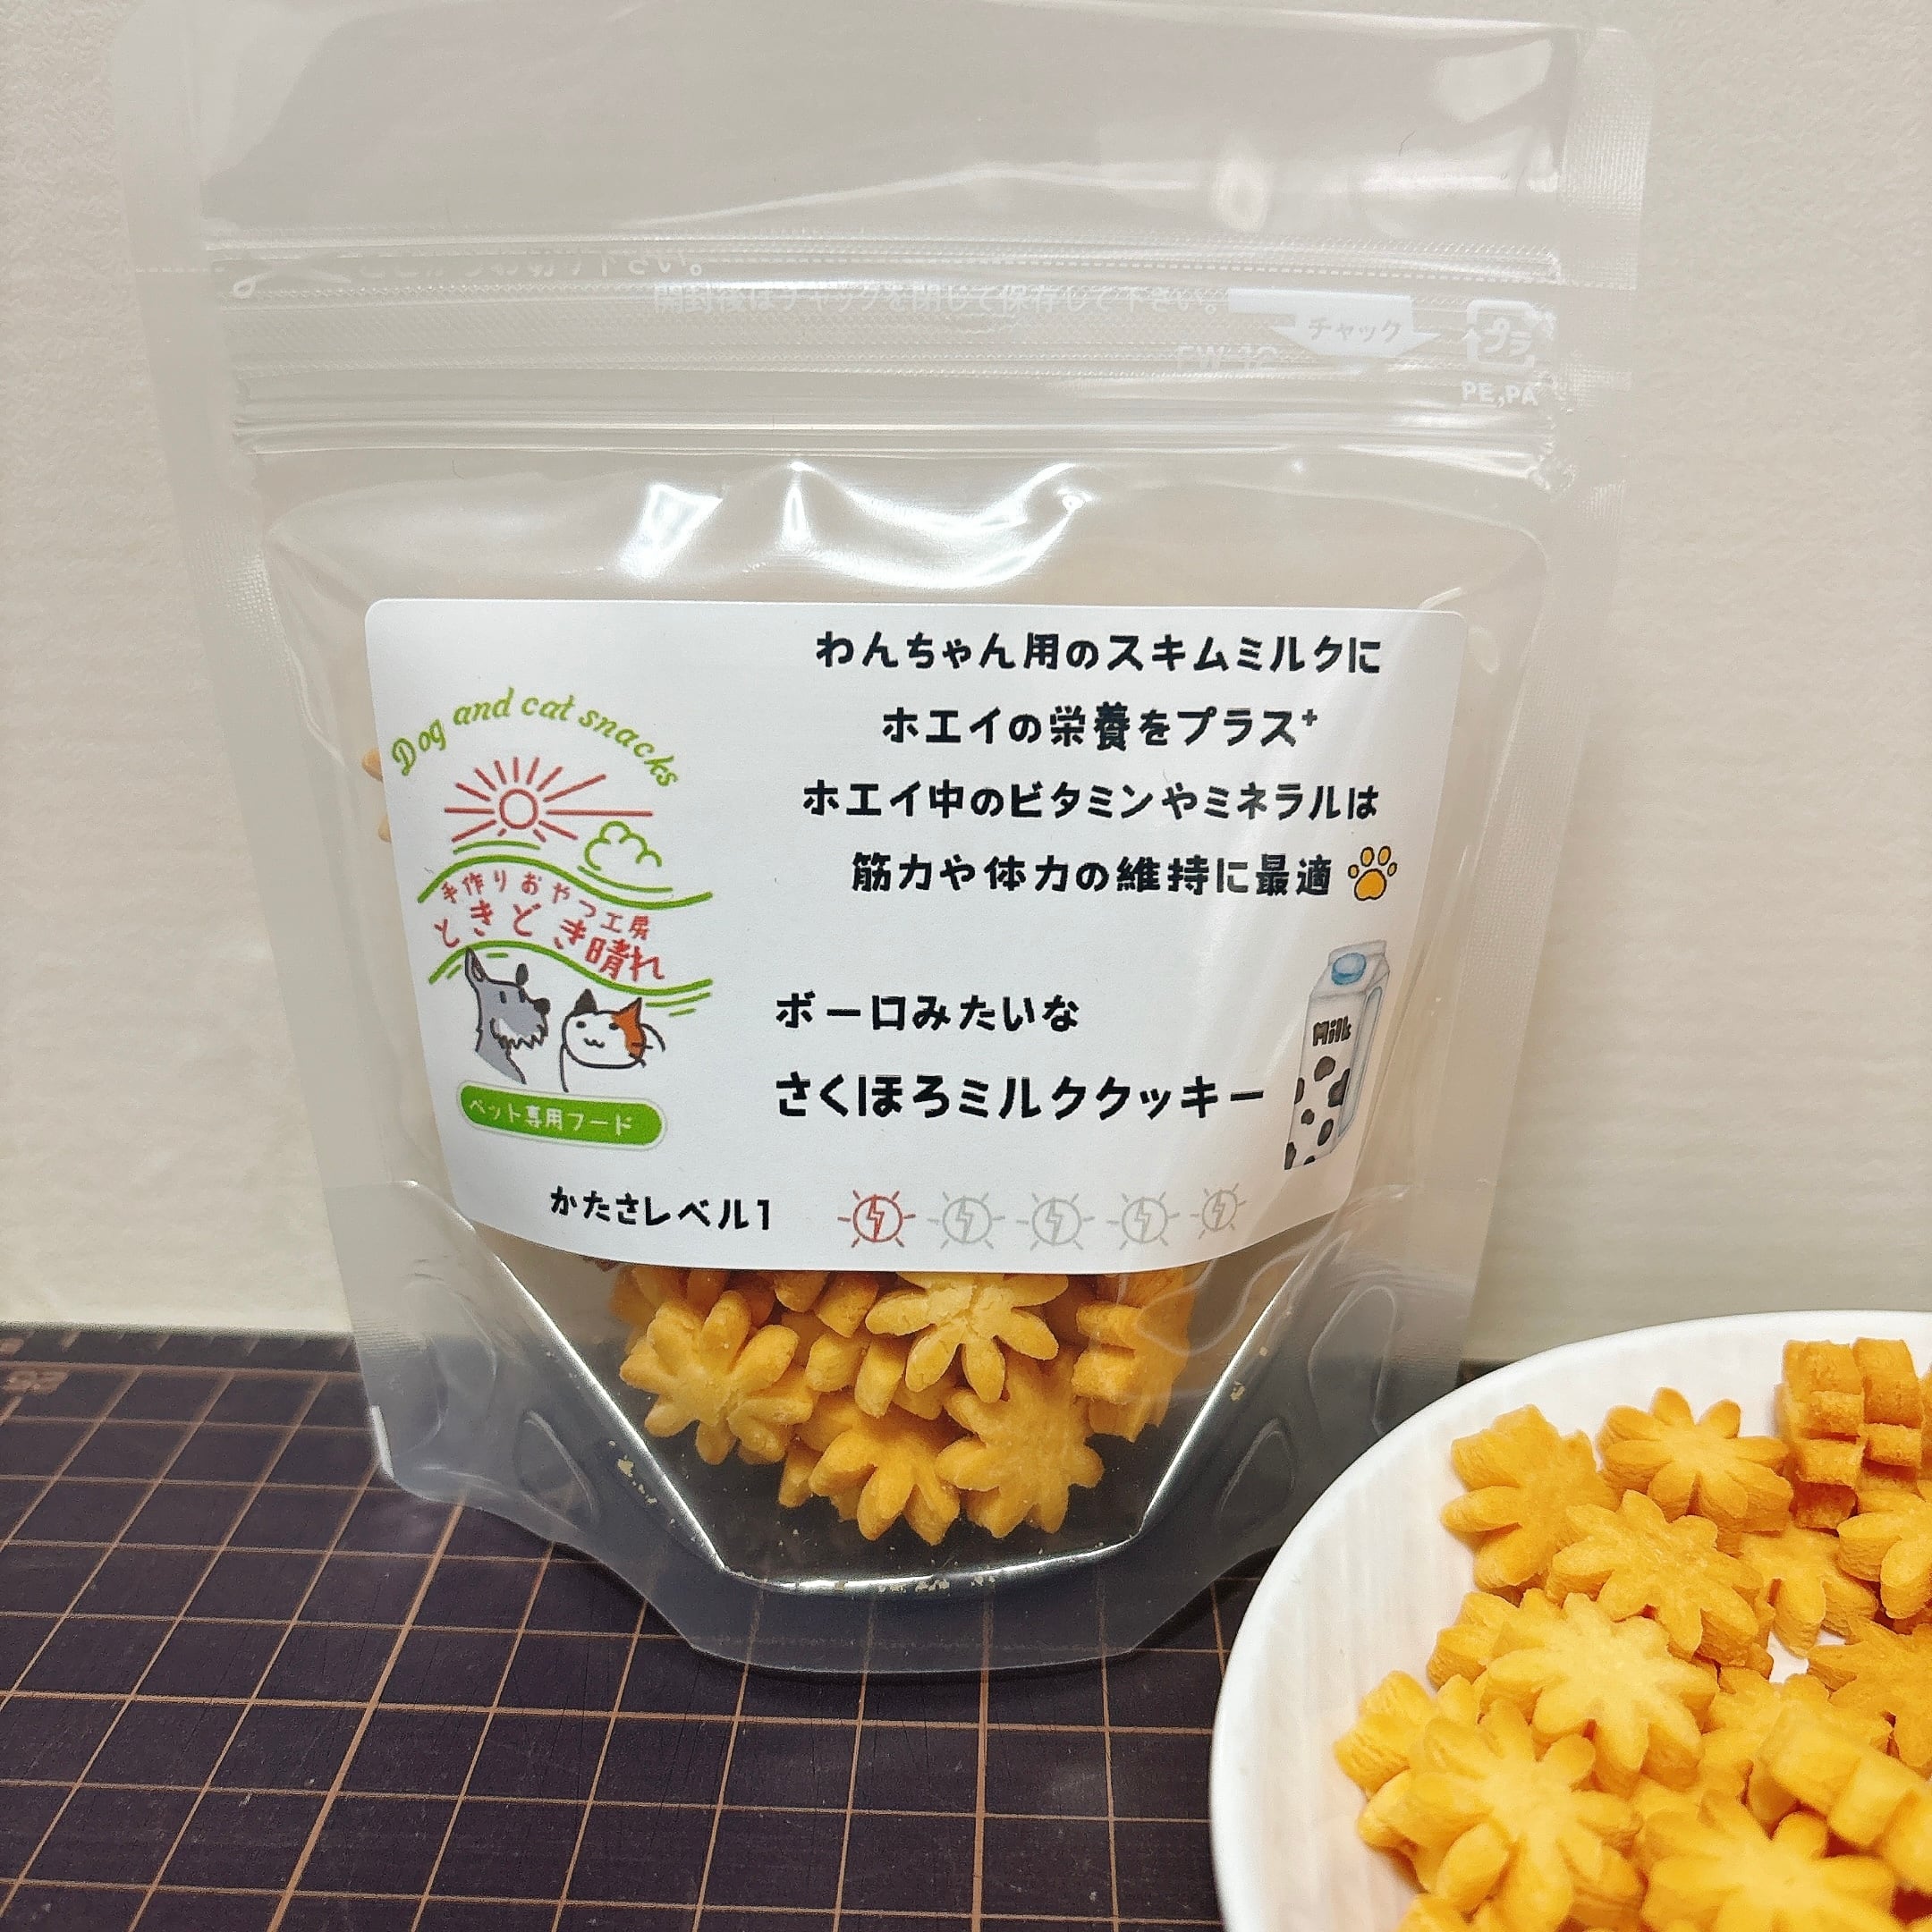 開封後はチャックを閉じて保存して下さい。
チャック
プラ
PE,PA
わんちゃん用のスキムミルクに
ホエイの栄養をプラス⁺
ホエイ中のビタミンやミネラルは
筋力や体力の維持に最適
Dog and cat snacks
手作りおやつ工房
ときどき晴れ
ペット専用フード
ボーロみたいな
さくほろミルククッキー
Milk
かたさレベル1